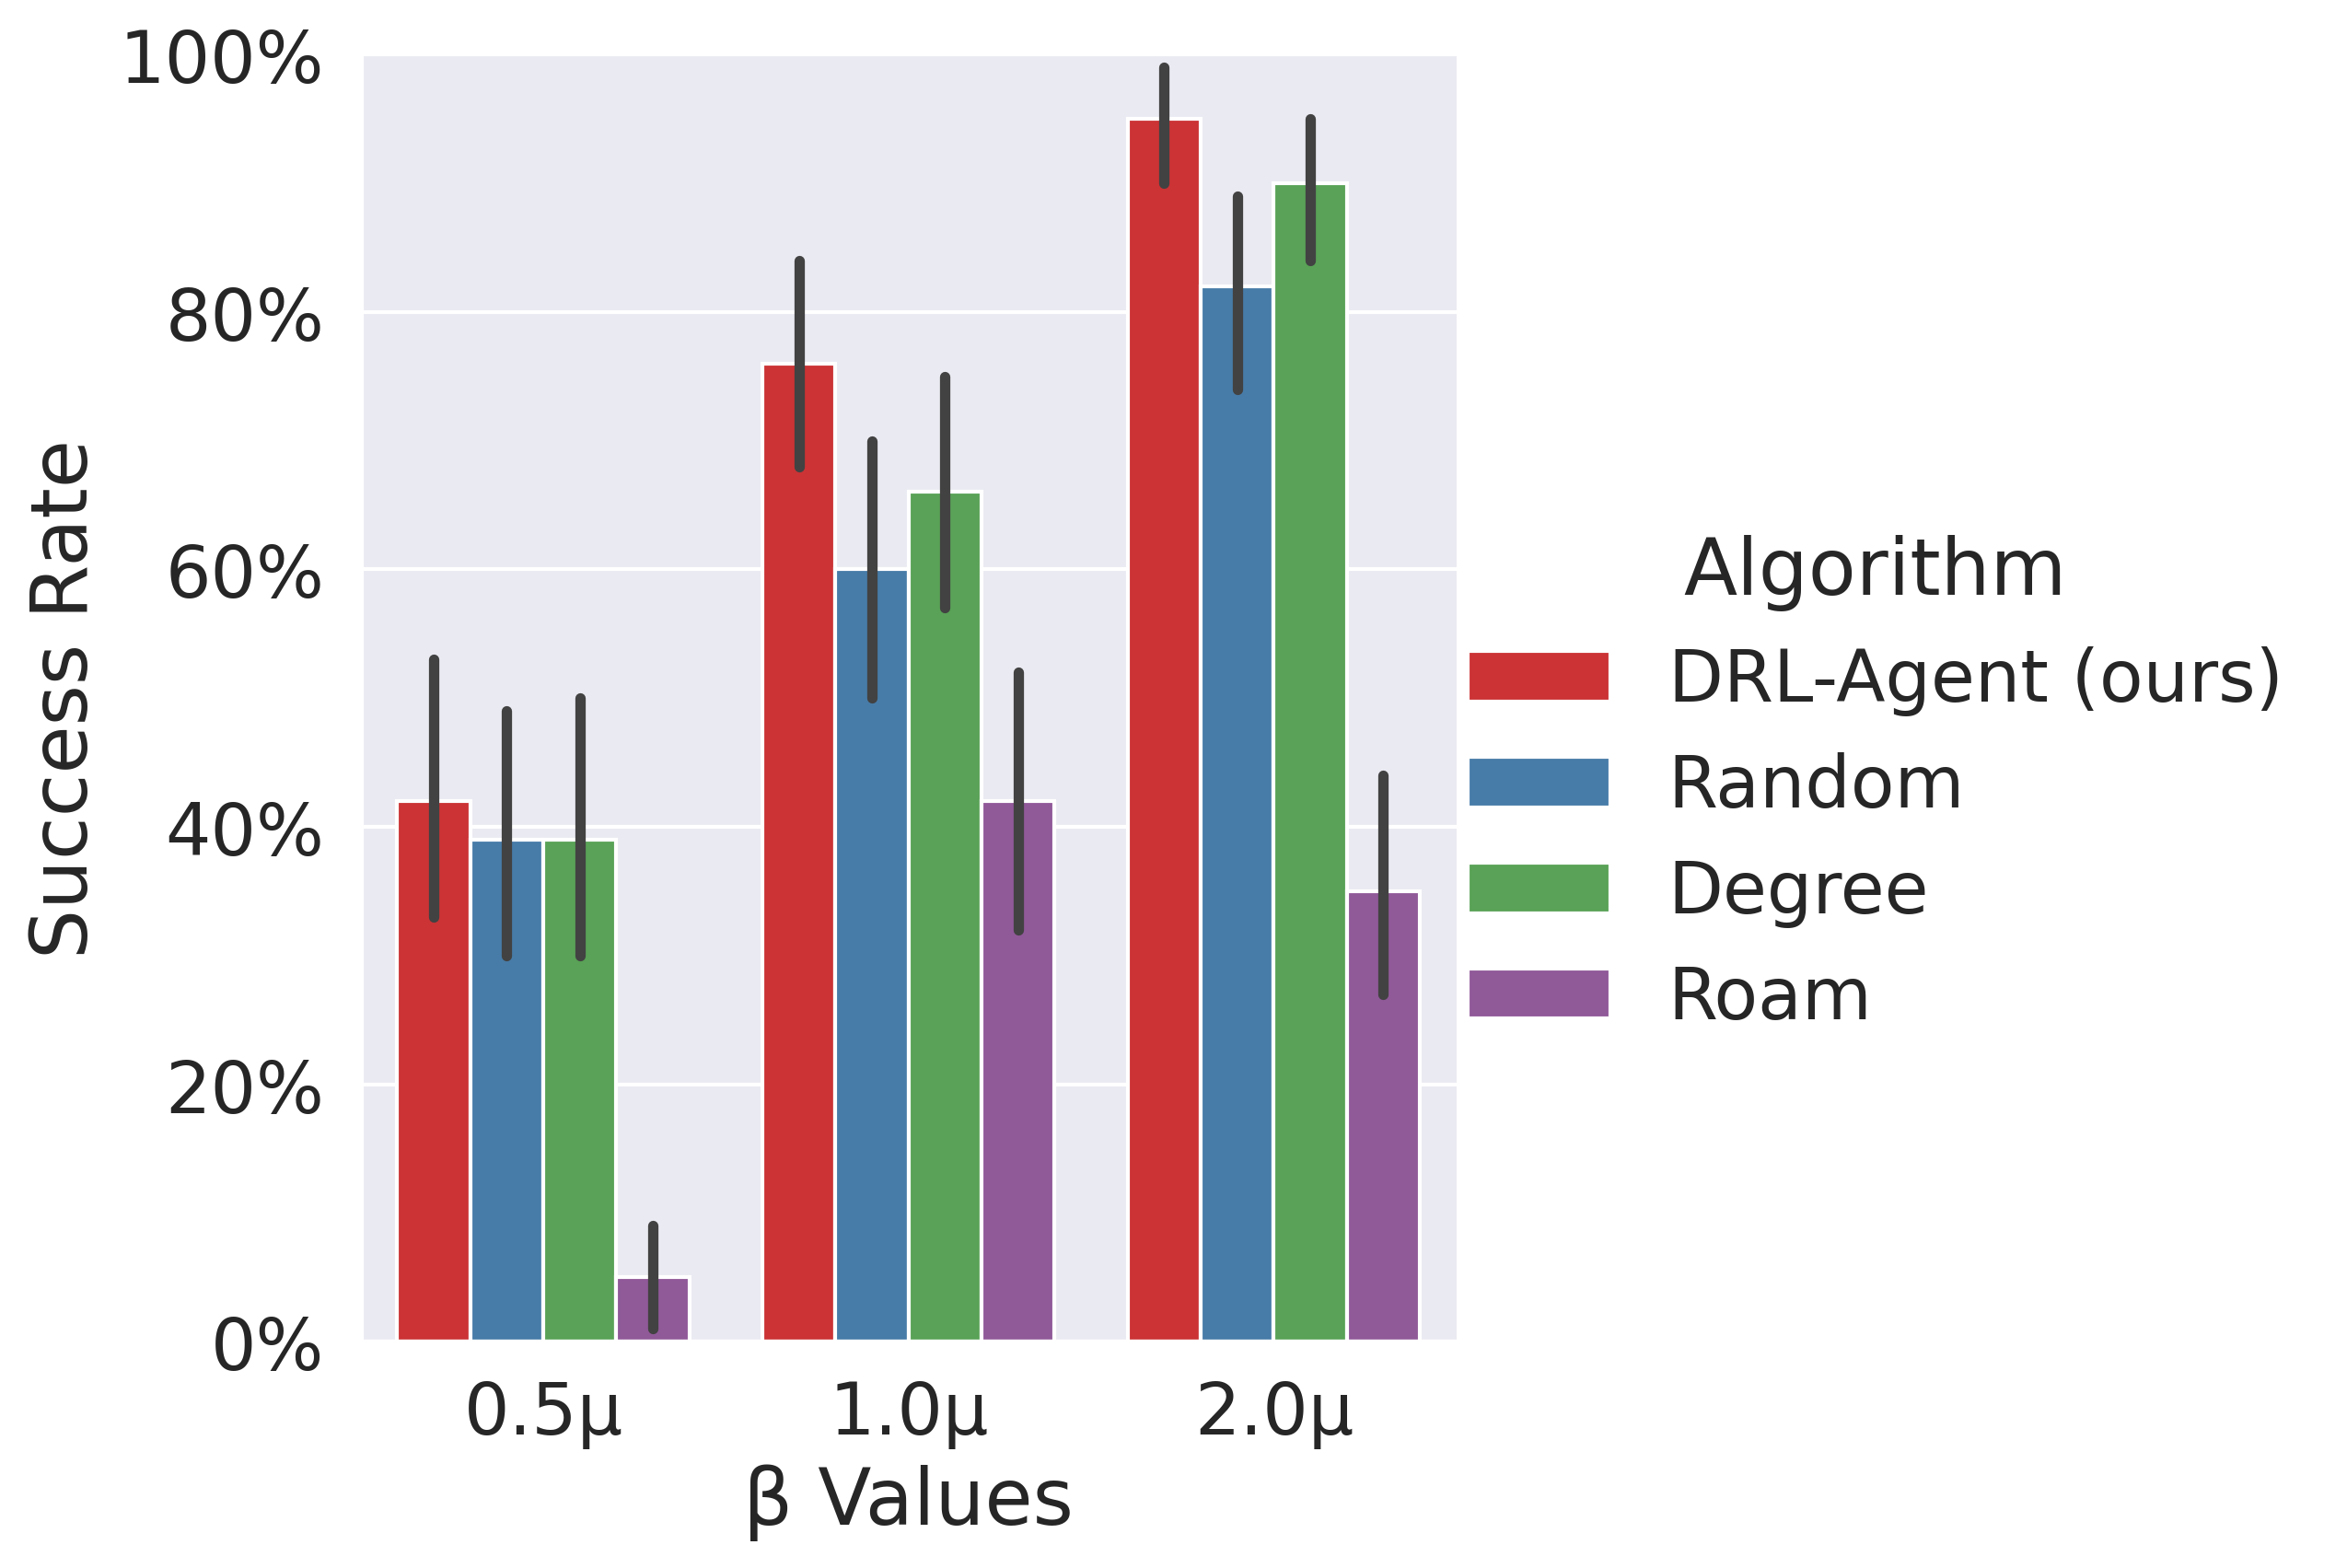 100%
80%
60%
40%
20%
0%
Success Rate
0.5µ 1.0µ 2.0µ
β Values
Algorithm
DRL-Agent (ours)
Random
Degree
Roam